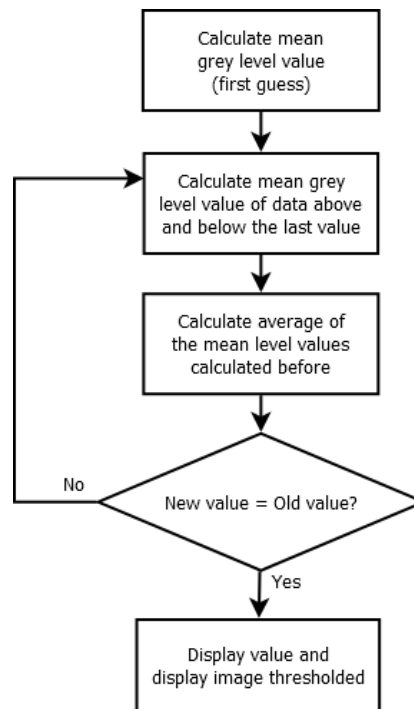 Calculate mean
grey level value
(first guess)
Calculate mean grey
level value of data above
and below the last value
Calculate average of
the mean level values
calculated before
No
New value = Old value?
Yes
Display value and
display image thresholded